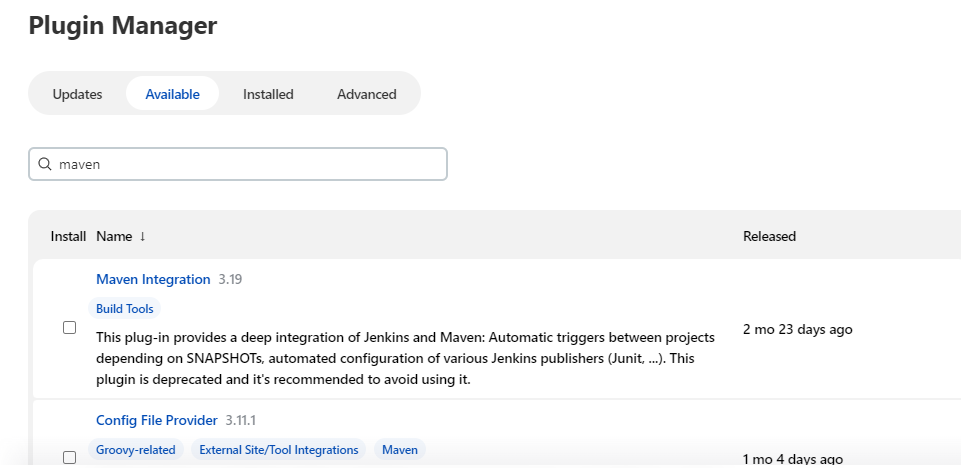 Plugin Manager
Updates Available Installed Advanced
maven
Install Name ↓ Released
Maven Integration 3.19
Build Tools
This plug-in provides a deep integration of Jenkins and Maven: Automatic triggers between projects
2 mo 23 days ago
depending on SNAPSHOTs, automated configuration of various Jenkins publishers (Junit, ...). This
plugin is deprecated and it's recommended to avoid using it.
Config File Provider 3.11.1
Groovy-related External Site/Tool Integrations Maven
1 mo 4 days ago